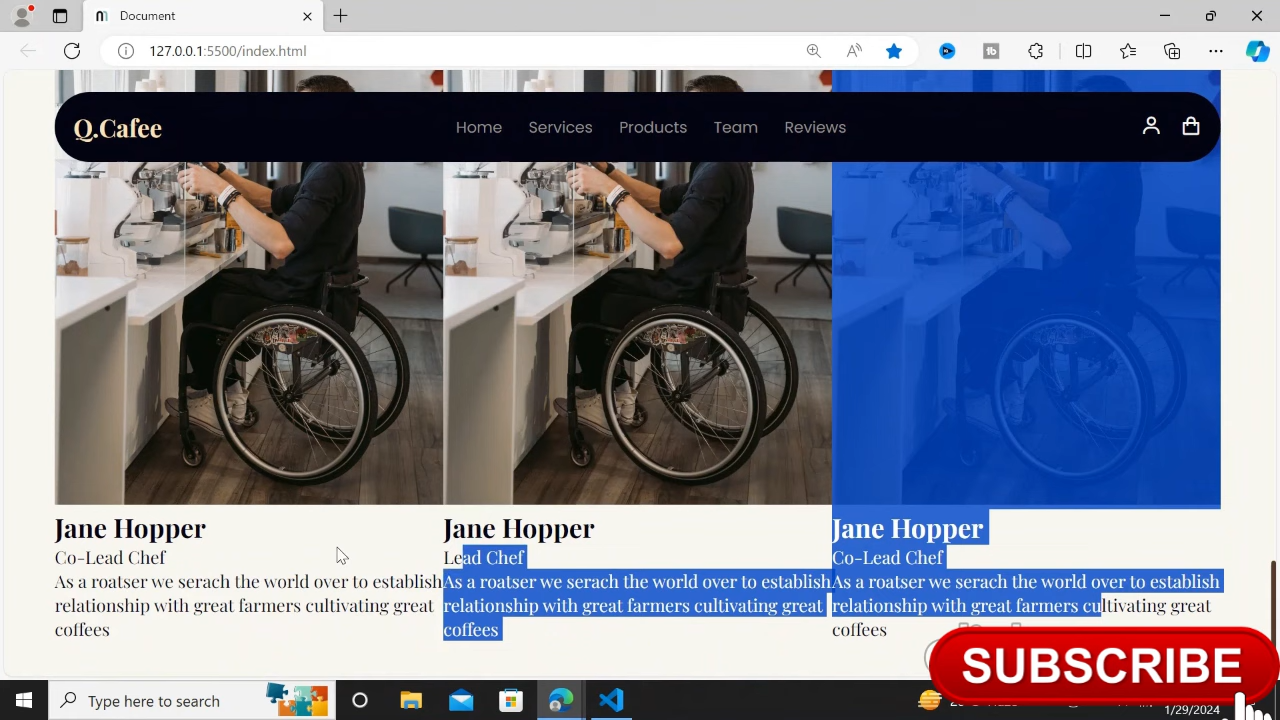 Document
127.0.0.1:5500/index.html
Q.Cafee
Home Services Products Team Reviews
Jane Hopper
Co-Lead Chef
As a roatser we serach the world over to establish
relationship with great farmers cultivating great
coffees
Jane Hopper
Lead Chef
As a roatser we serach the world over to establish
relationship with great farmers cultivating great
coffees
Jane Hopper
Co-Lead Chef
As a roatser we serach the world over to establish
relationship with great farmers cultivating great
coffees
SUBSCRIBE
Type here to search
1/29/2024